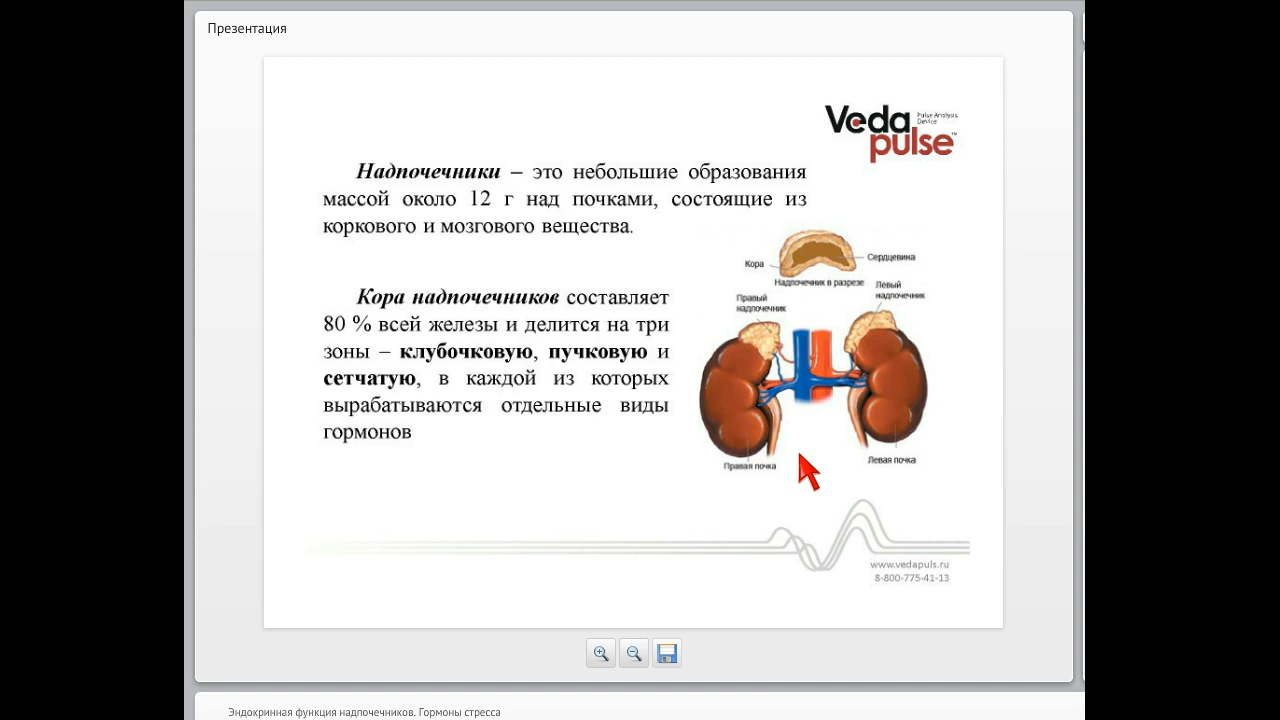 Презентация
Veda Pulse Analysis
Device
pulse™
Надпочечники – это небольшие образования
массой около 12 г над почками, состоящие из
коркового и мозгового вещества.
Кора
Сердцевина
Надпочечник в разрезе
Правый
надпочечник
Левый
надпочечник
Кора надпочечников составляет
80 % всей железы и делится на три
зоны – клубочковую, пучковую и
сетчатую, в каждой из которых
вырабатываются отдельные виды
гормонов
Правая почка
Левая почка
www.vedapuls.ru
8-800-775-41-13
Эндокринная функция надпочечников. Гормоны стресса